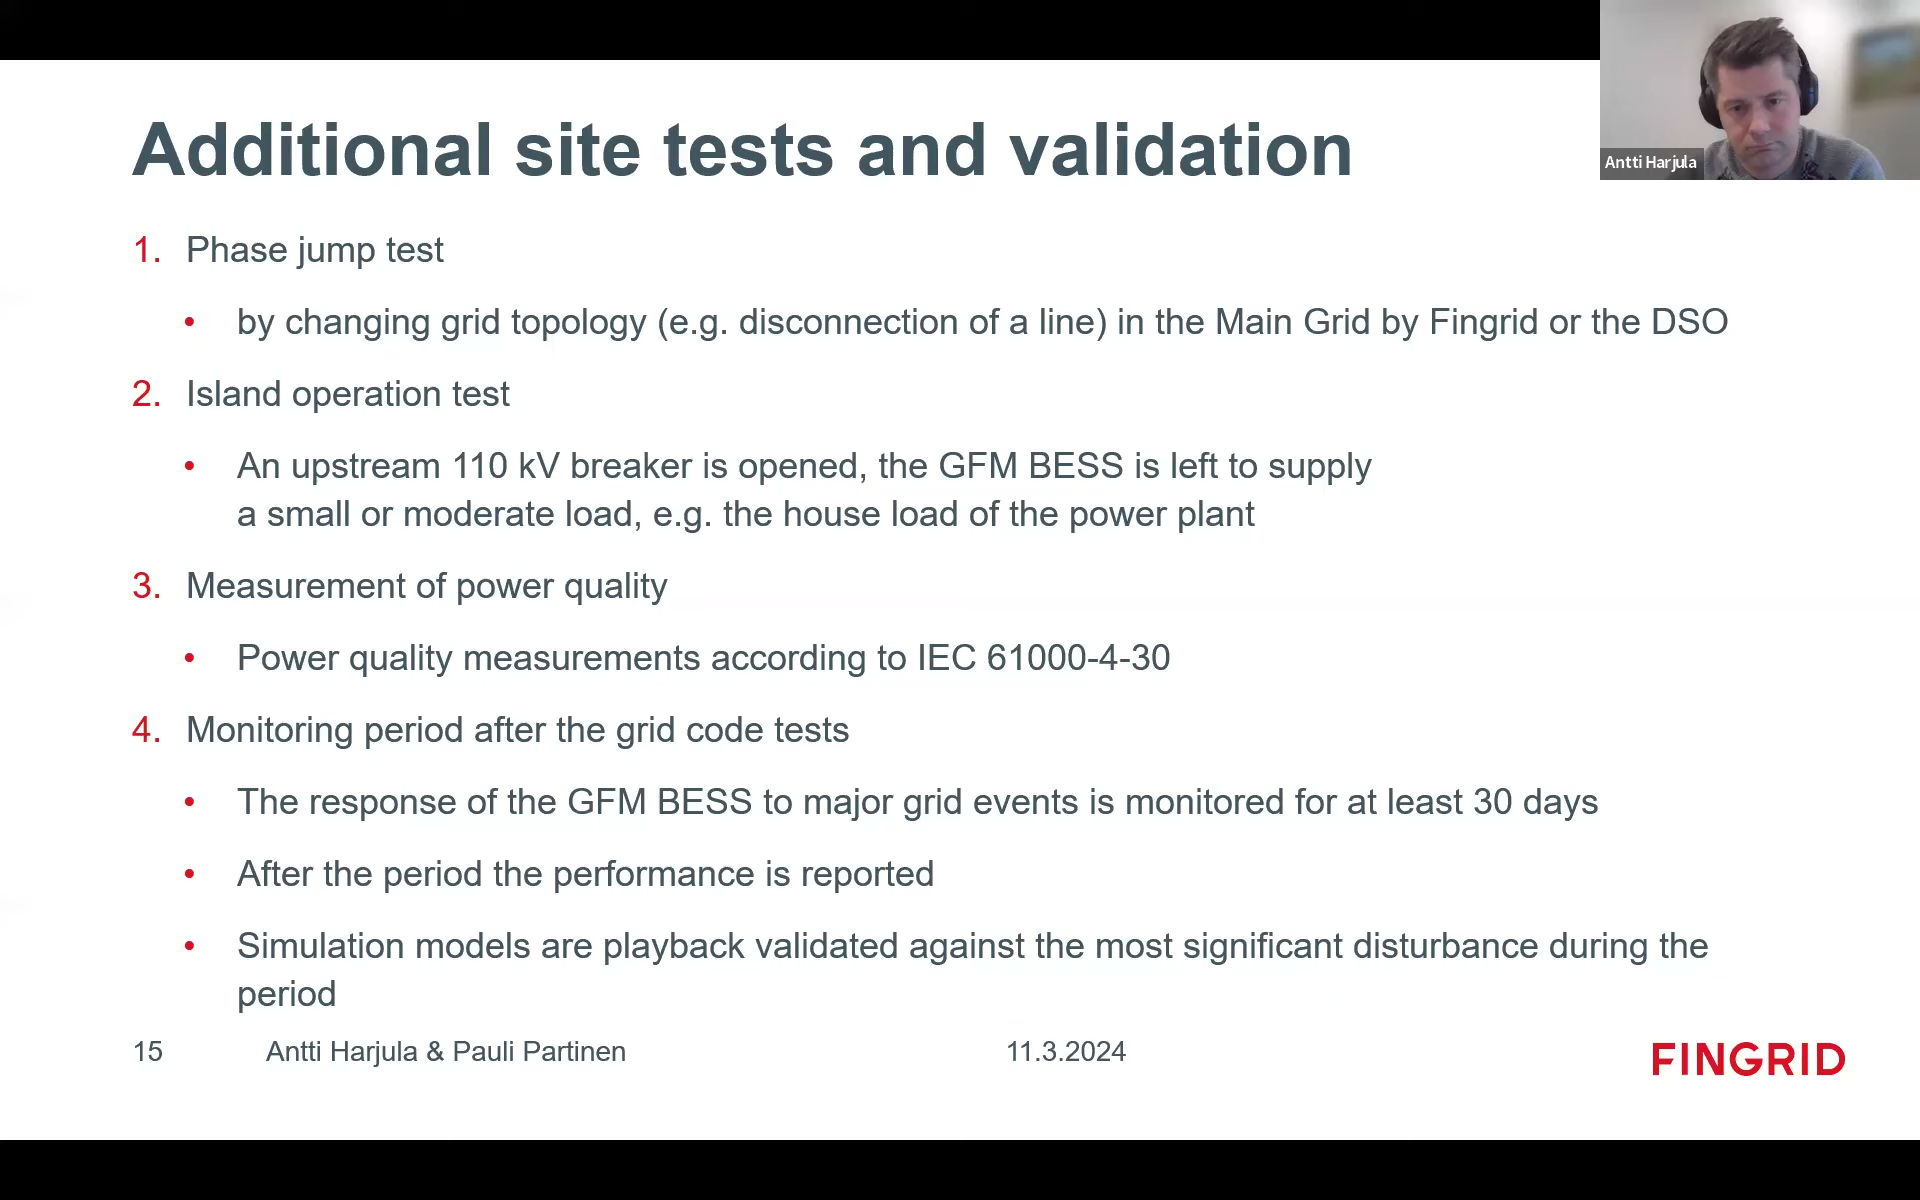 Additional site tests and validation
Antti Harjula
1. Phase jump test
• by changing grid topology (e.g. disconnection of a line) in the Main Grid by Fingrid or the DSO
2. Island operation test
• An upstream 110 kV breaker is opened, the GFM BESS is left to supply
a small or moderate load, e.g. the house load of the power plant
3. Measurement of power quality
• Power quality measurements according to IEC 61000-4-30
4. Monitoring period after the grid code tests
• The response of the GFM BESS to major grid events is monitored for at least 30 days
• After the period the performance is reported
• Simulation models are playback validated against the most significant disturbance during the
period
15 Antti Harjula & Pauli Partinen 11.3.2024
FINGRID